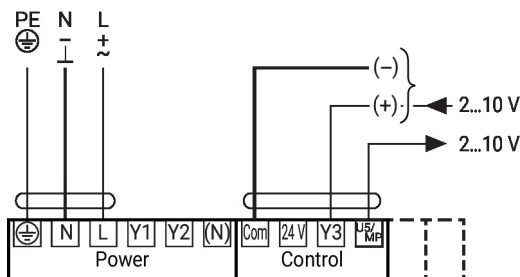 PE N L
– +
⊥ ~
(–)
(+) 2...10 V
2...10 V
N L Y1 Y2 (N) Com 24 V Y3 U5/MP
Power Control